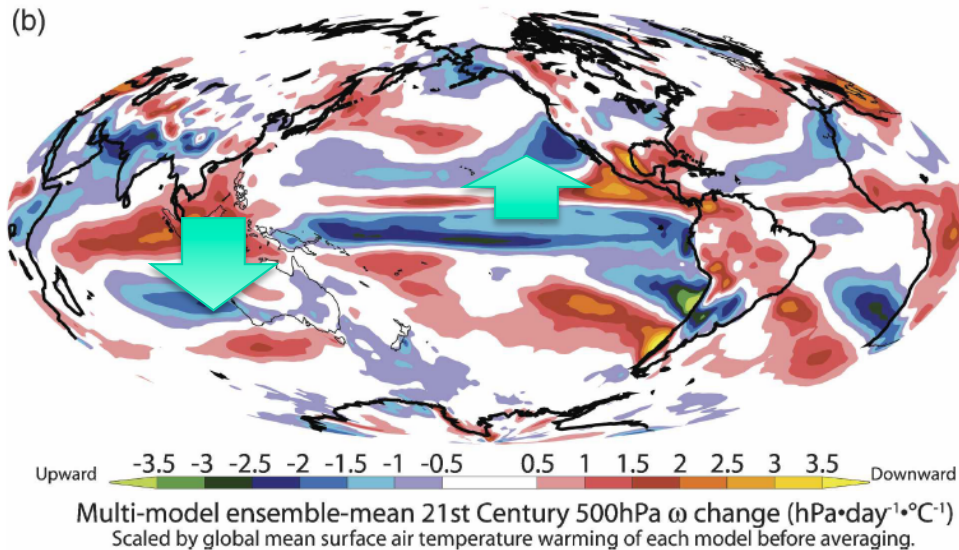 (b)
Upward -3.5 -3 -2.5 -2 -1.5 -1 -0.5 0.5 1 1.5 2 2.5 3 3.5 Downward
Multi-model ensemble-mean 21st Century 500hPa ω change (hPa•day⁻¹•°C⁻¹)
Scaled by global mean surface air temperature warming of each model before averaging.